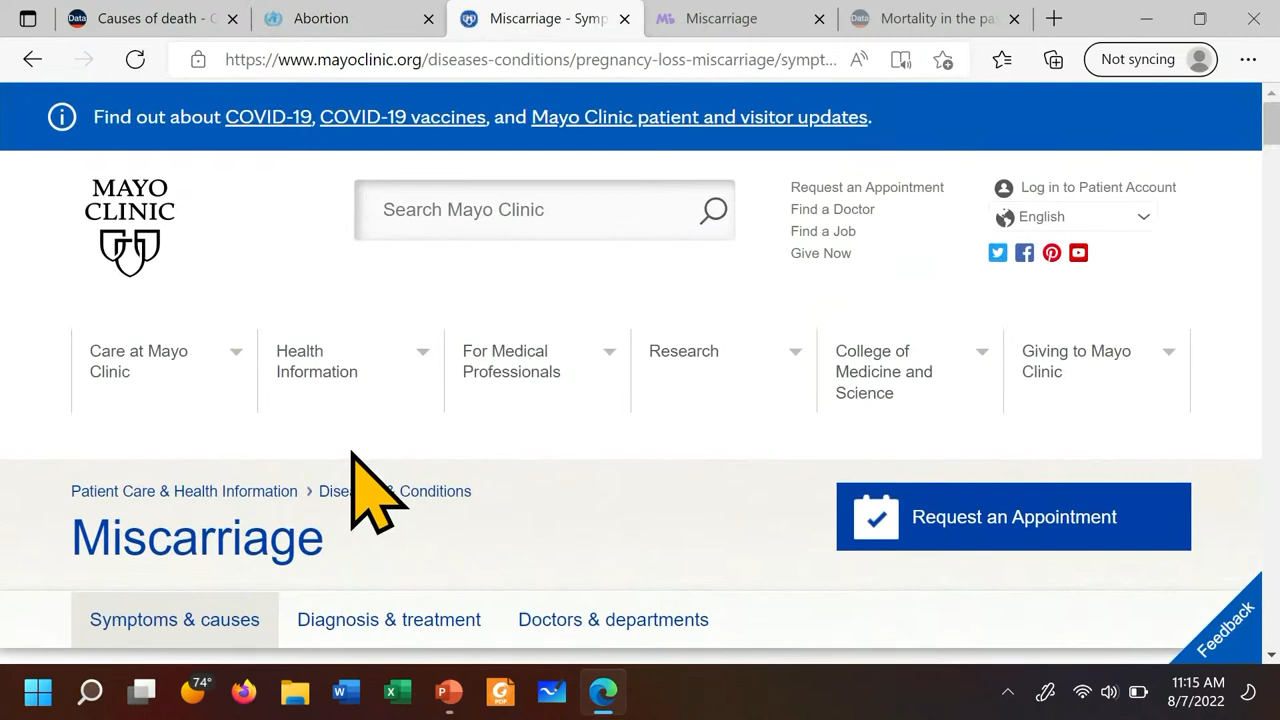 Causes of death - C
Abortion
Miscarriage - Symp
Miscarriage
Mortality in the pa
https://www.mayoclinic.org/diseases-conditions/pregnancy-loss-miscarriage/sympt...
Not syncing
Find out about COVID-19, COVID-19 vaccines, and Mayo Clinic patient and visitor updates.
MAYO
CLINIC
Search Mayo Clinic
Request an Appointment
Find a Doctor
Find a Job
Give Now
Log in to Patient Account
English
Care at Mayo
Clinic
Health
Information
For Medical
Professionals
Research
College of
Medicine and
Science
Giving to Mayo
Clinic
Patient Care & Health Information › Disea & Conditions
Miscarriage
Request an Appointment
Symptoms & causes
Diagnosis & treatment
Doctors & departments
Feedback
74°
11:15 AM
8/7/2022